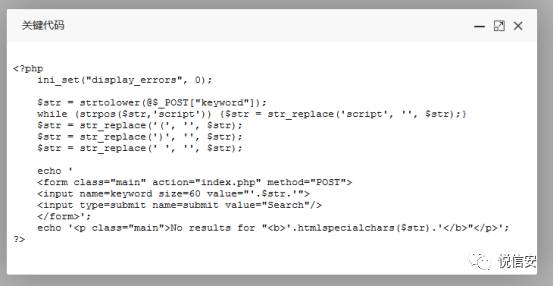 关键代码
<?php
ini_set("display_errors", 0);
$str = strtolower(@$_POST["keyword"]);
while (strpos($str,'script')) {$str = str_replace('script', '', $str);}
$str = str_replace('(', '', $str);
$str = str_replace(')', '', $str);
$str = str_replace(' ', '', $str);
echo '
<form class="main" action="index.php" method="POST">
<input name=keyword size=60 value="'.$str.'">
<input type=submit name=submit value="Search"/>
</form>';
echo '<p class="main">No results for "<b>'.htmlspecialchars($str).'</b>"</p>';
?>
悦信安